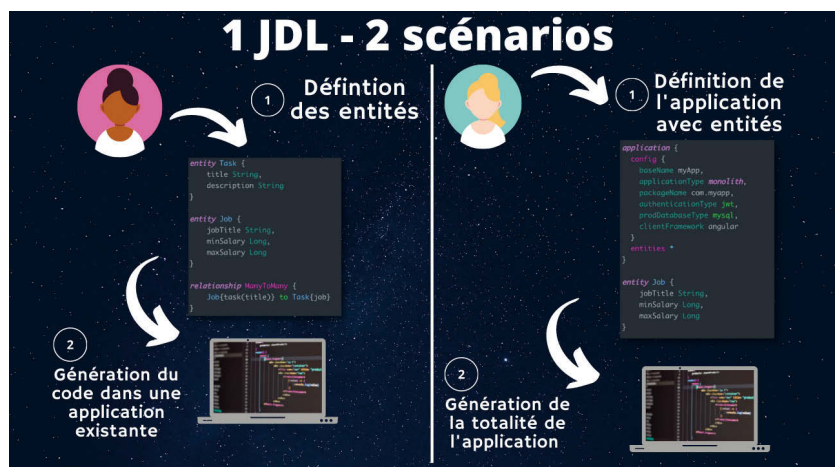 1 JDL - 2 scénarios
1
Défintion
des entités
entity Task {
title String,
description String
}
entity Job {
jobTitle String,
minSalary Long,
maxSalary Long
}
relationship ManyToMany {
Job{task(title)} to Task{job}
}
2
Génération du
code dans une
application
existante
1
Définition de
l'application
avec entités
application {
config {
baseName myApp,
applicationType monolith,
packageName com.myapp,
authenticationType jwt,
prodDatabaseType mysql,
clientFramework angular
}
entities *
}
entity Job {
jobTitle String,
minSalary Long,
maxSalary Long
}
2
Génération de
la totalité de
l'application